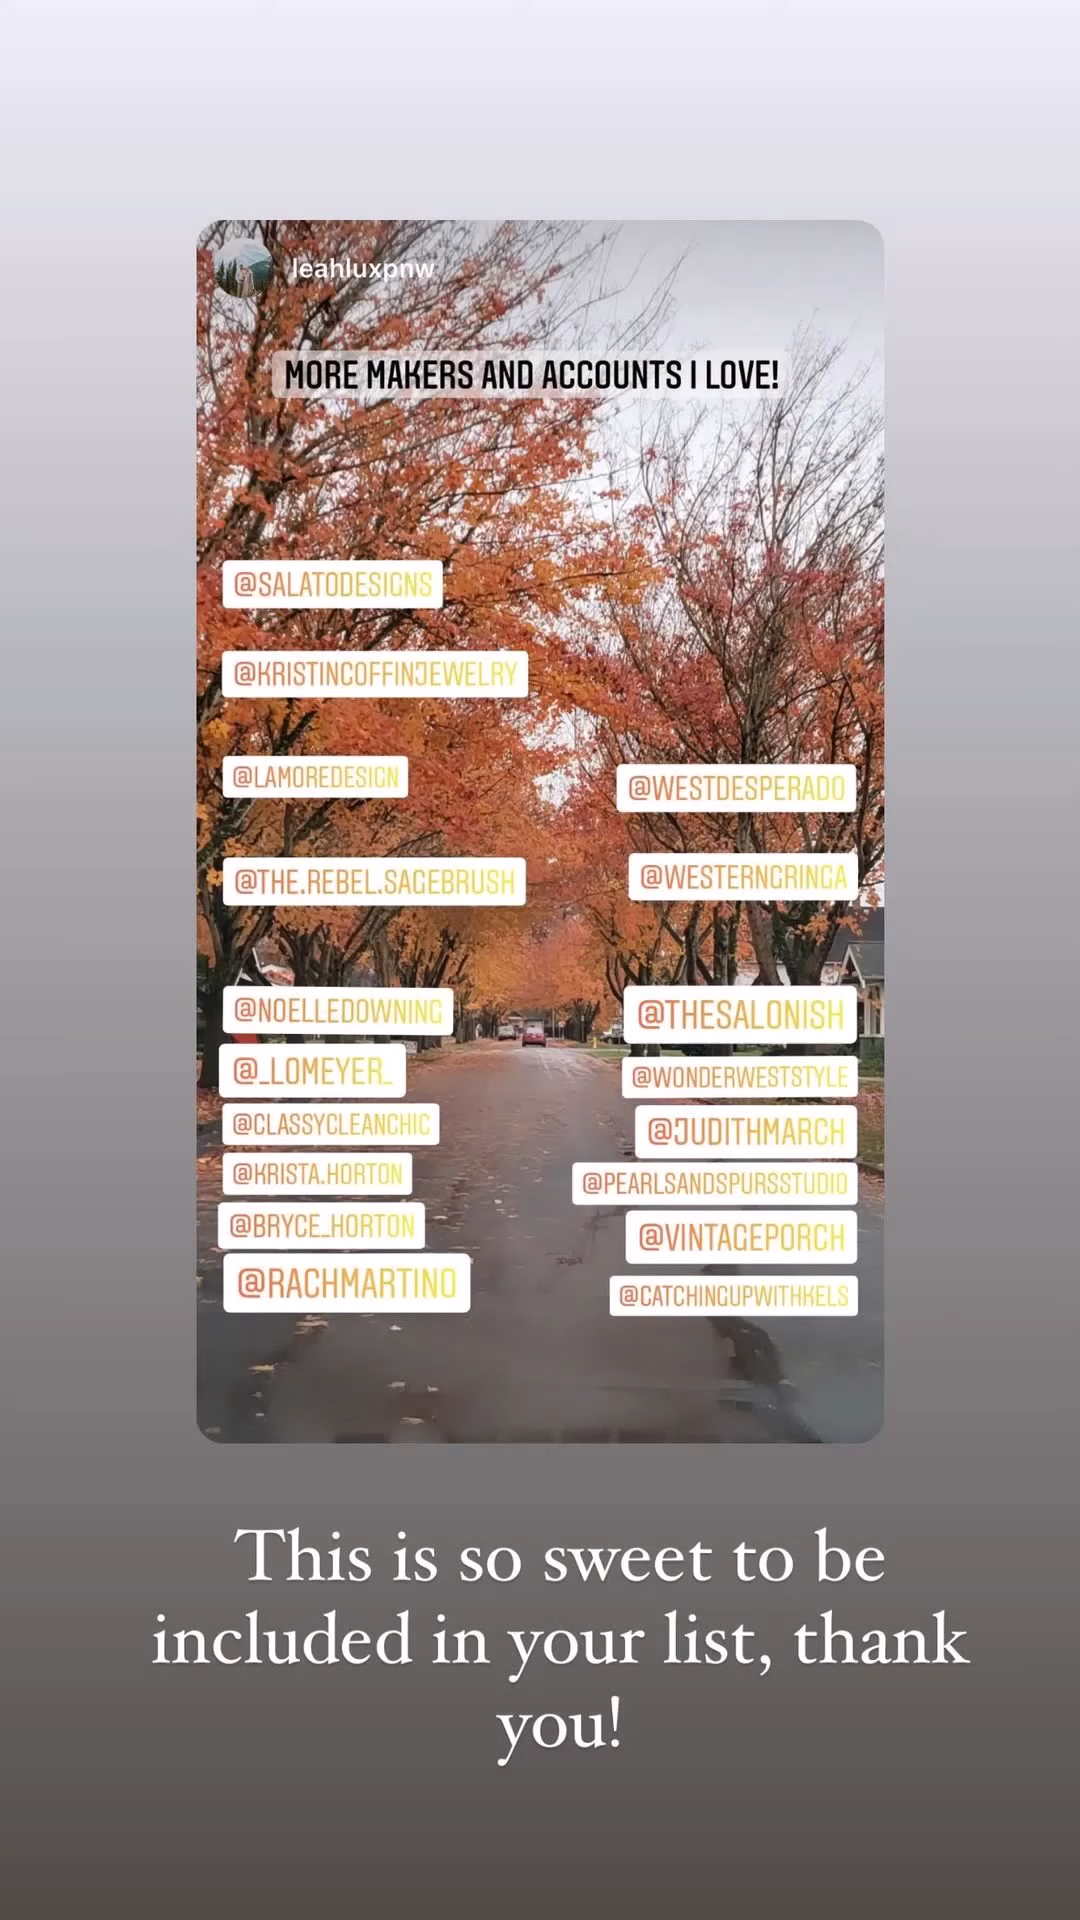 leahluxpnw
MORE MAKERS AND ACCOUNTS I LOVE!
@SALATODESIGNS
@KRISTINCOFFINJEWELRY
@LAMOREDESIGN
@THE.REBEL.SAGEBRUSH
@NOELLEDOWNING
@_LOMEYER_
@CLASSYCLEANCHIC
@KRISTA.HORTON
@BRYCE_HORTON
@RACHMARTINO
@WESTDESPERADO
@WESTERNGRINGA
@THESALONISH
@WONDERWESTSTYLE
@JUDITHMARCH
@PEARLSANDSPURSSTUDIO
@VINTAGEPORCH
@CATCHINGUPWITHKELS
This is so sweet to be
included in your list, thank
you!